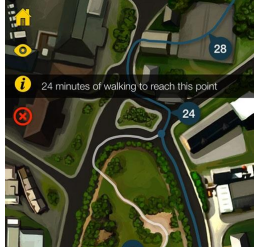 28
i 24 minutes of walking to reach this point
24